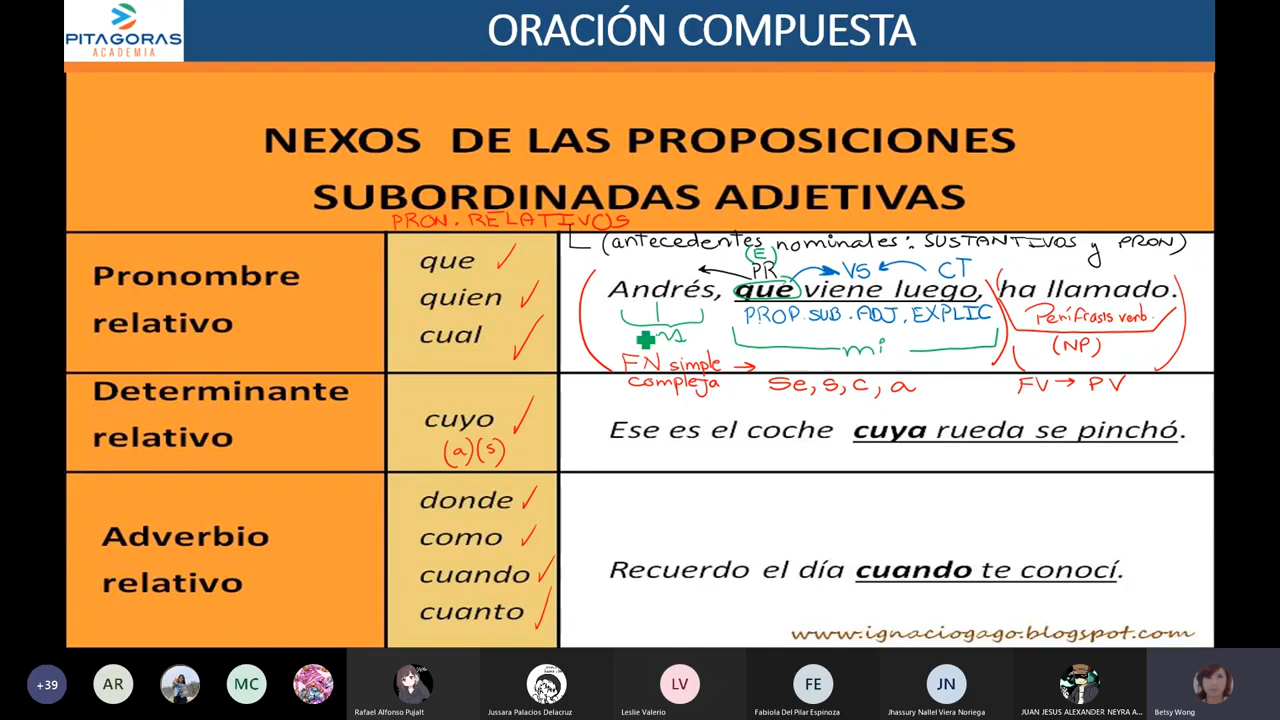 PITAGORAS
ACADEMIA
ORACIÓN COMPUESTA
NEXOS DE LAS PROPOSICIONES
SUBORDINADAS ADJETIVAS
PRON. RELATIVOS
(antecedentes nominales: SUSTANTIVOS y PRON)
Pronombre
relativo
que
quien
cual
(E)
PR
VS
CT
Andrés, que viene luego, ha llamado.
PROP. SUB. ADJ. EXPLIC
Perífrasis verb.
mi
(NP)
FN simple
compleja
Se, s, c, a
FV → PV
Determinante
relativo
cuyo
(a)(s)
Ese es el coche cuya rueda se pinchó.
Adverbio
relativo
donde
como
cuando
cuanto
Recuerdo el día cuando te conocí.
www.ignaciogago.blogspot.com
+39
AR
MC
LV
FE
JN
Rafael Alfonso Pujalt
Jussara Palacios Delacruz
Leslie Valerio
Fabiola Del Pilar Espinoza
Jhassury Nallel Viera Noriega
JUAN JESUS ALEXANDER NEYRA A...
Betsy Wong